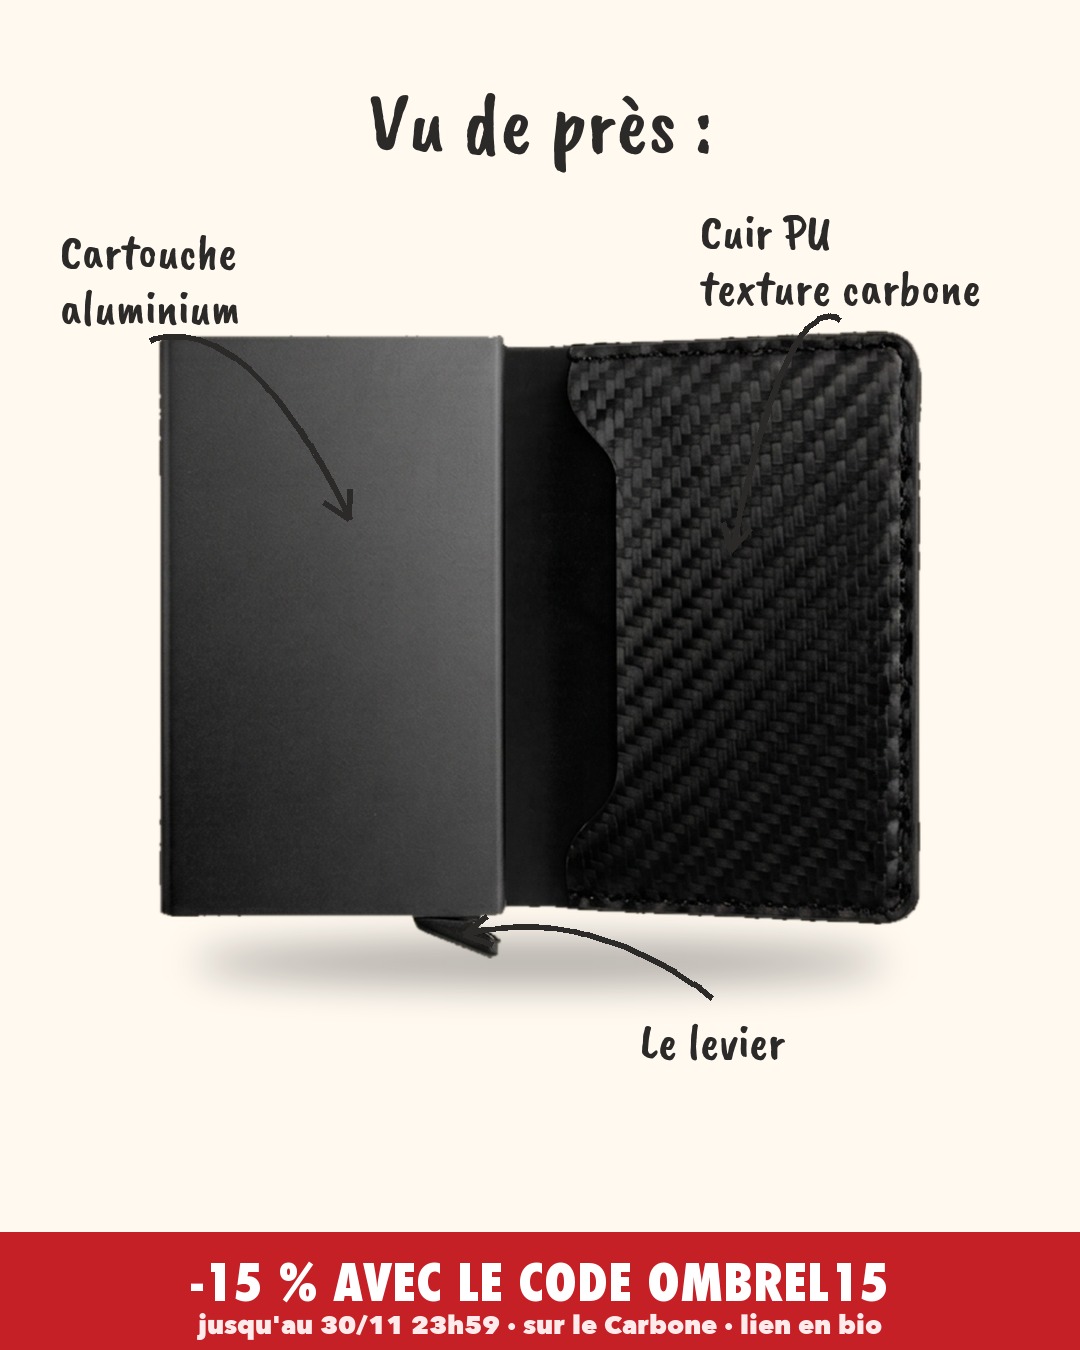 Vu de près :
Cartouche
aluminium
Cuir PU
texture carbone
Le levier
-15 % AVEC LE CODE OMBREL15
jusqu'au 30/11 23h59 • sur le Carbone • lien en bio